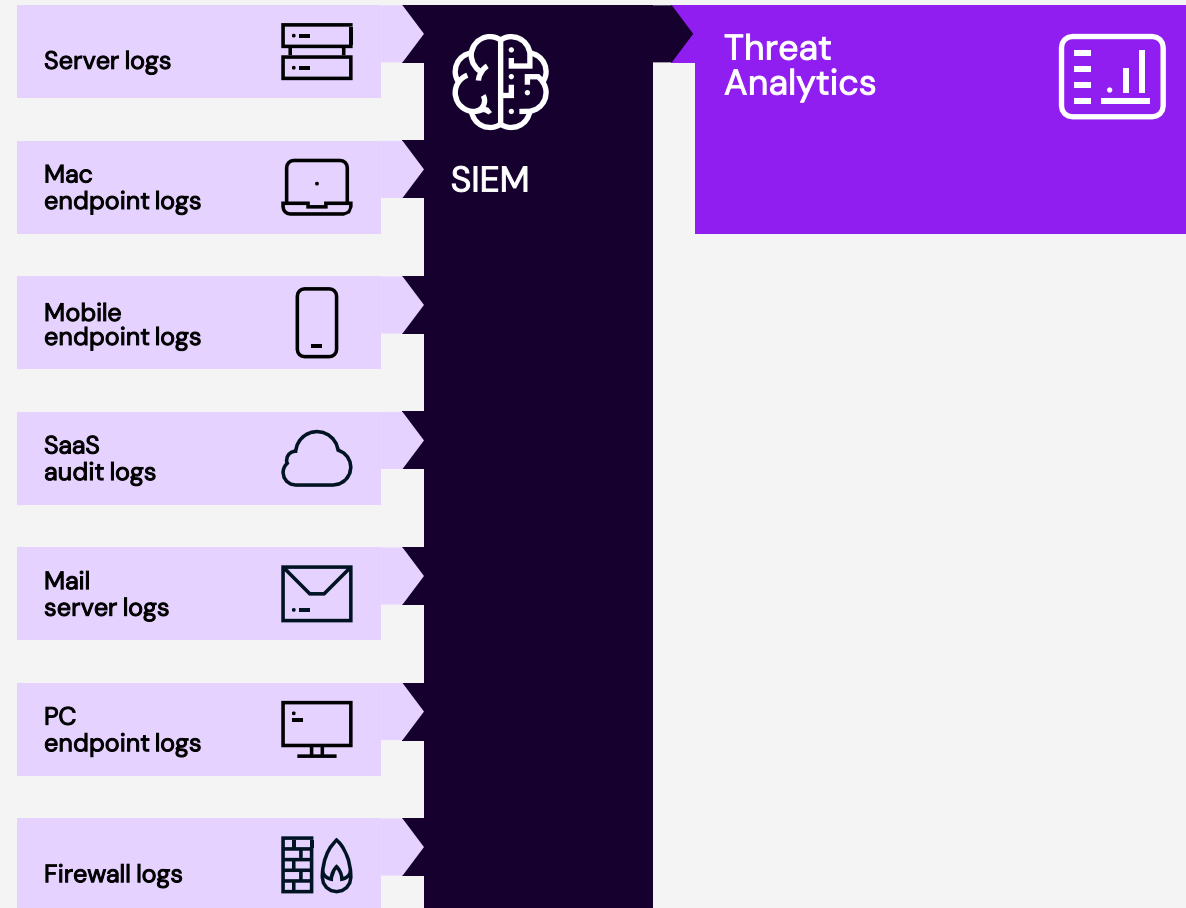 Server logs
Mac
endpoint logs
Mobile
endpoint logs
SaaS
audit logs
Mail
server logs
PC
endpoint logs
Firewall logs
SIEM
Threat
Analytics